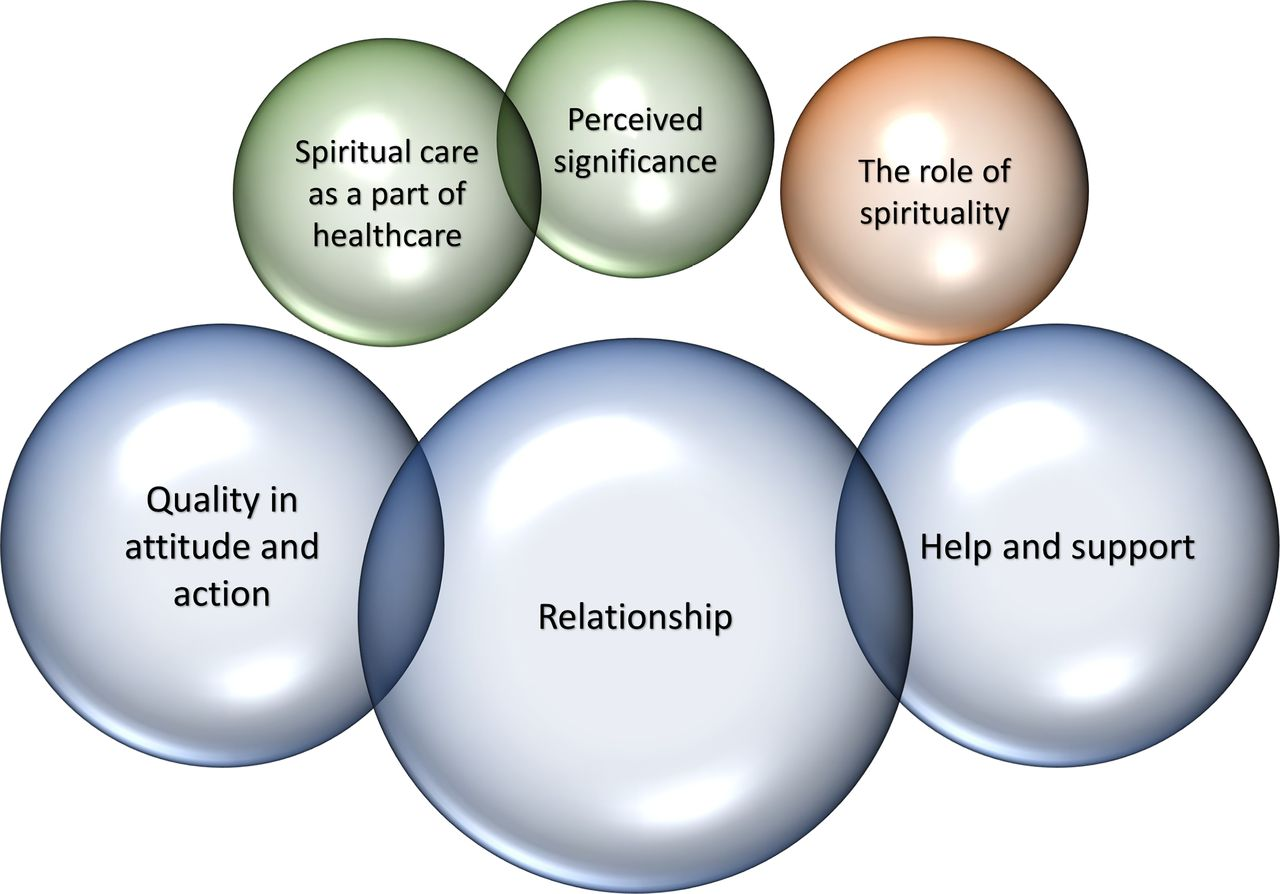 Spiritual care
as a part of
healthcare
Perceived
significance
The role of
spirituality
Quality in
attitude and
action
Relationship
Help and support